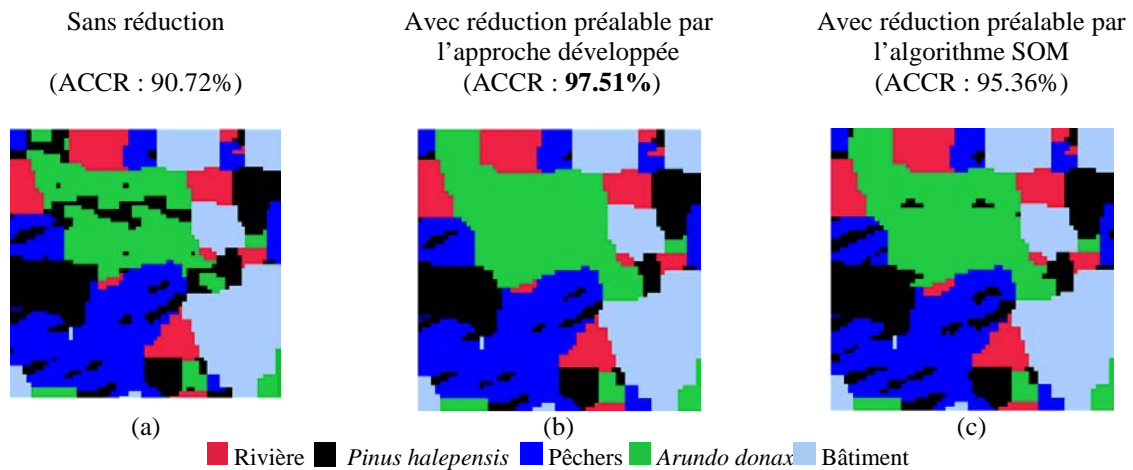 Sans réduction
(ACCR : 90.72%)
Avec réduction préalable par
l'approche développée
(ACCR : 97.51%)
Avec réduction préalable par
l'algorithme SOM
(ACCR : 95.36%)
(a)
(b)
(c)
Rivière Pinus halepensis Pêchers Arundo donax Bâtiment